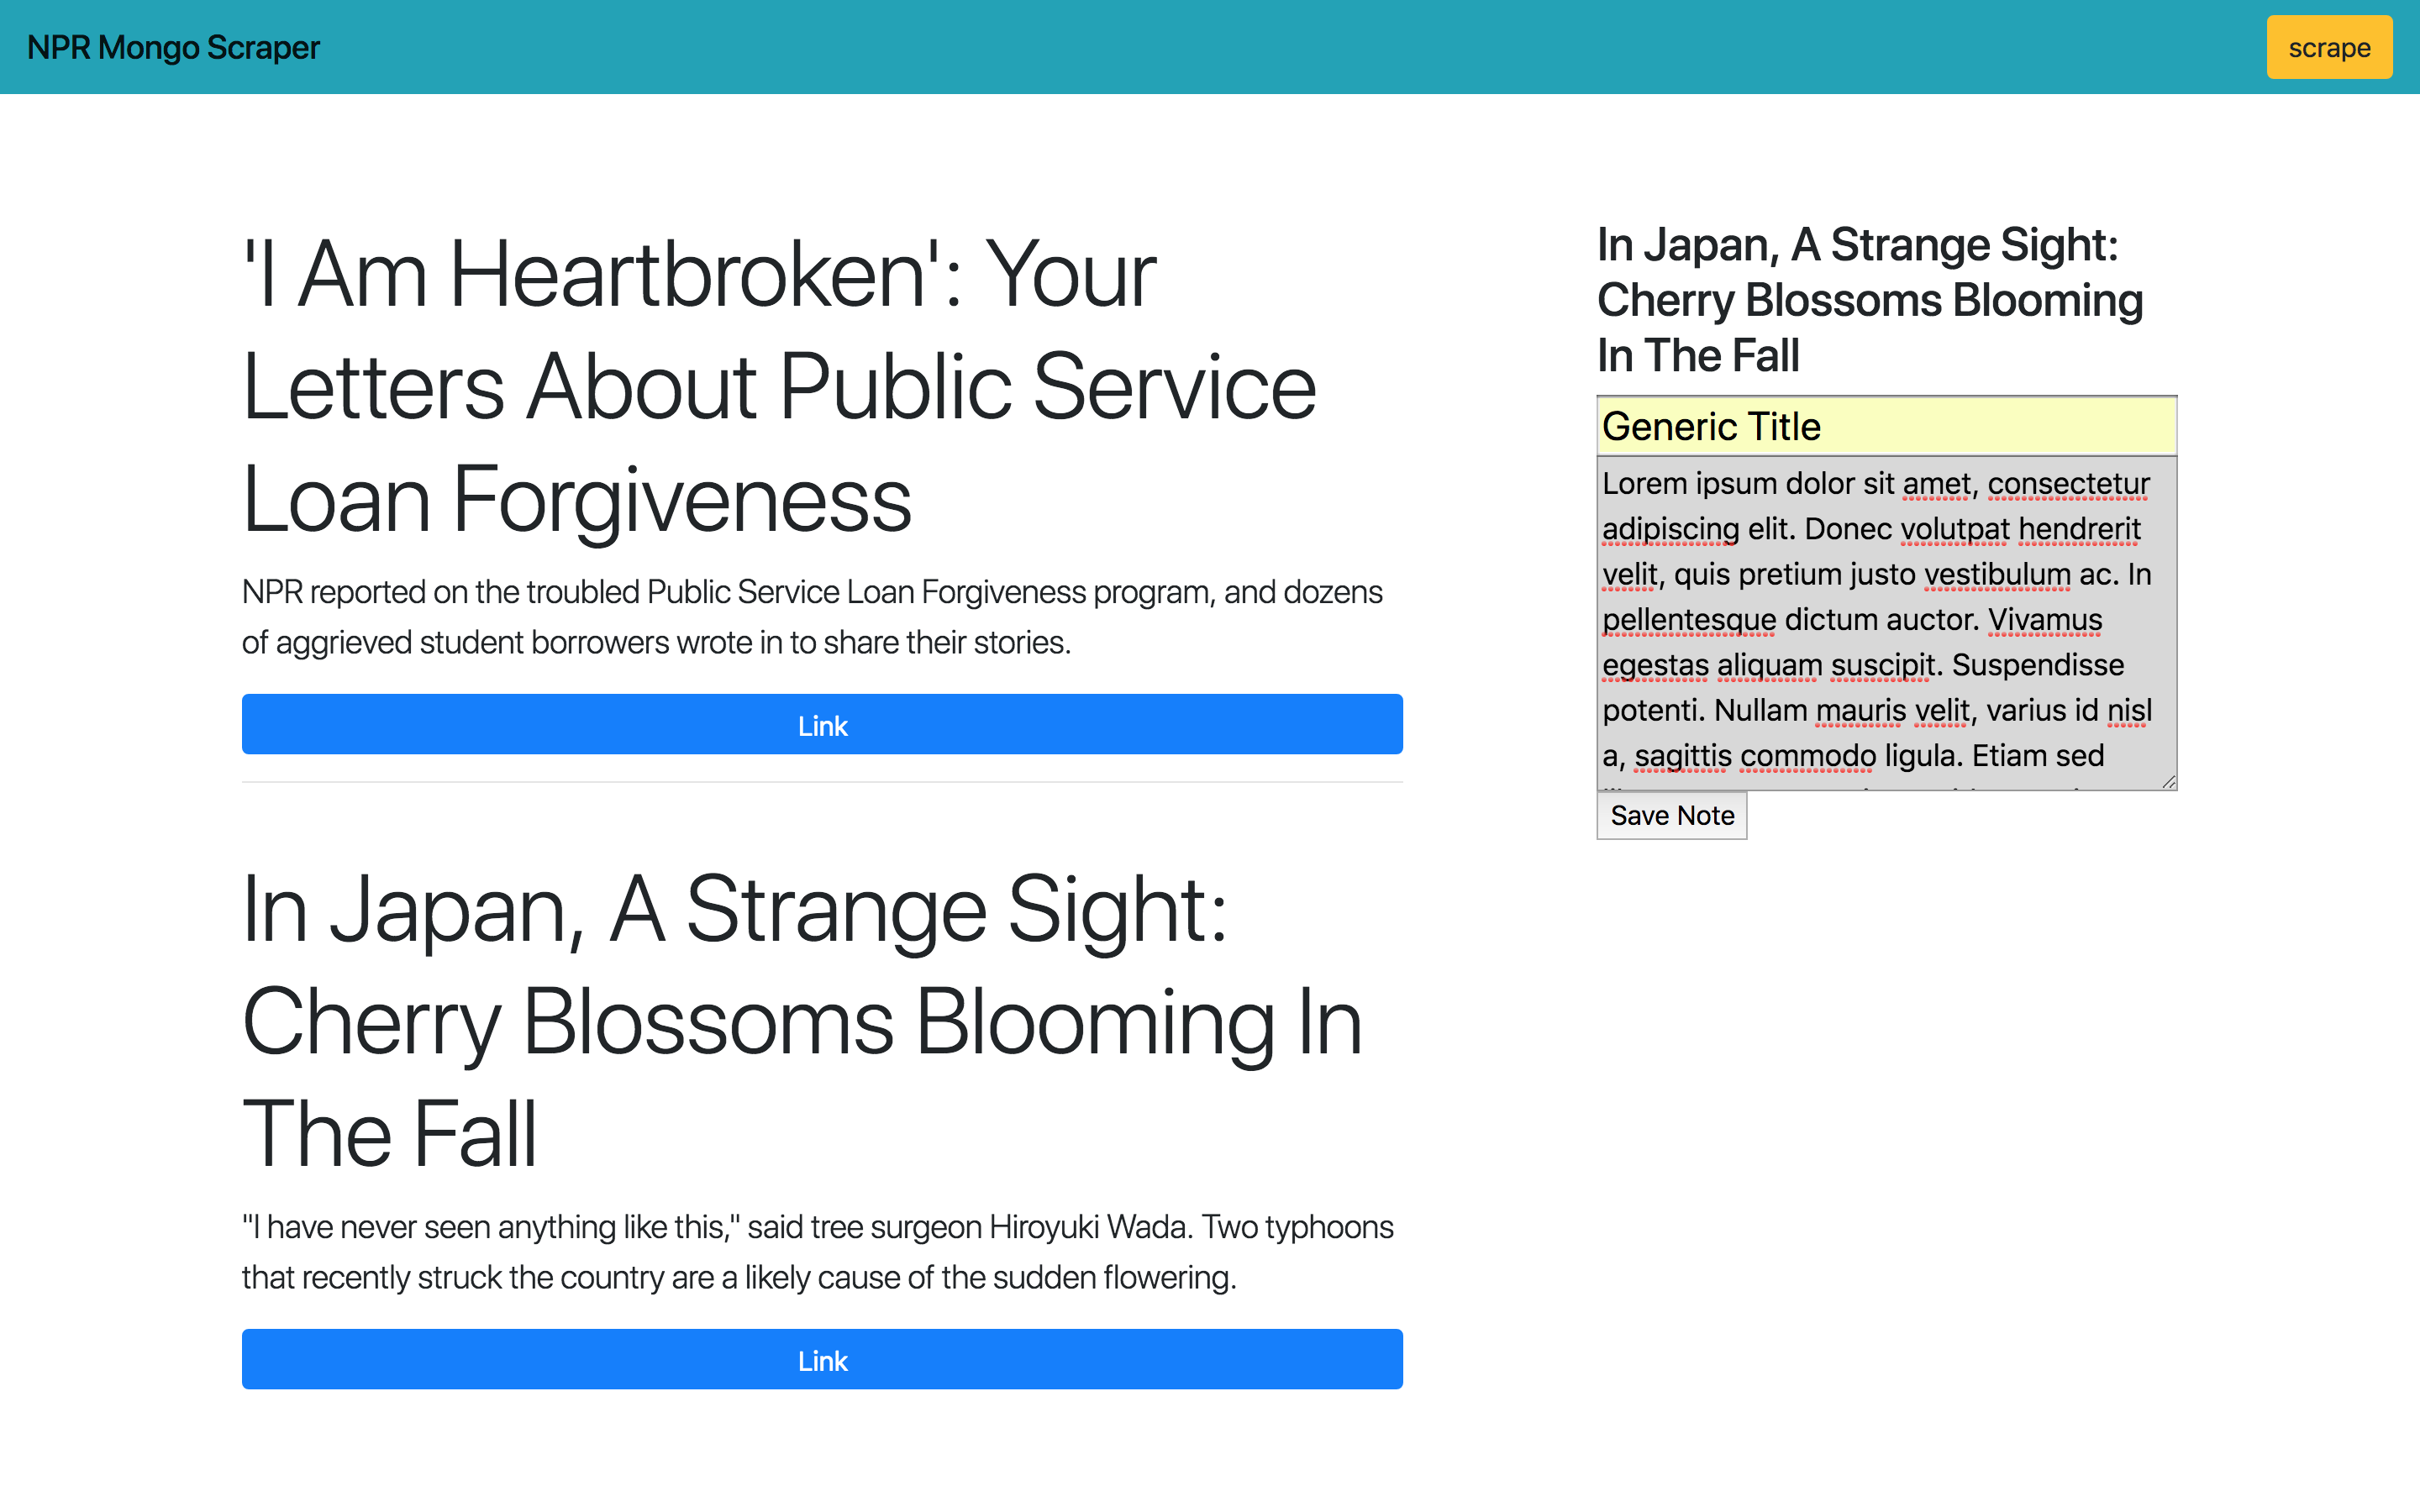 NPR Mongo Scraper
scrape
'I Am Heartbroken': Your
Letters About Public Service
Loan Forgiveness
NPR reported on the troubled Public Service Loan Forgiveness program, and dozens
of aggrieved student borrowers wrote in to share their stories.
Link
In Japan, A Strange Sight:
Cherry Blossoms Blooming In
The Fall
"I have never seen anything like this," said tree surgeon Hiroyuki Wada. Two typhoons
that recently struck the country are a likely cause of the sudden flowering.
Link
In Japan, A Strange Sight:
Cherry Blossoms Blooming
In The Fall
Generic Title
Lorem ipsum dolor sit amet, consectetur
adipiscing elit. Donec volutpat hendrerit
velit, quis pretium justo vestibulum ac. In
pellentesque dictum auctor. Vivamus
egestas aliquam suscipit. Suspendisse
potenti. Nullam mauris velit, varius id nisl
a, sagittis commodo ligula. Etiam sed
Save Note